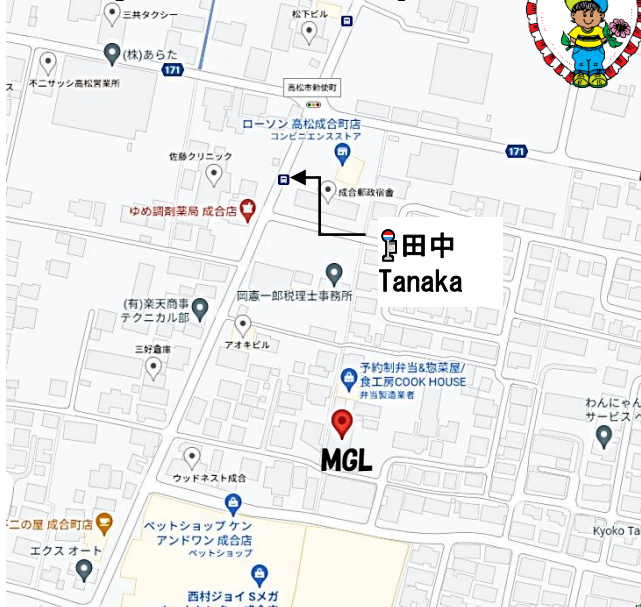 三共タクシー
松下ビル
(株)あらた
171
不二サッシ高松営業所
高松市勅使町
ローソン 高松成合町店
コンビニエンスストア
171
佐藤クリニック
成合郵政宿舎
ゆめ調剤薬局 成合店
田中
Tanaka
岡憲一郎税理士事務所
(有)楽天商事
テクニカル部
アオキビル
三好倉庫
予約制弁当&惣菜屋/
食工房COOK HOUSE
弁当製造業者
わんにゃん
サービス
MGL
ウッドネスト成合
ペットショップ ケン
アンドワン 成合店
ペットショップ
二の屋 成合町店
Kyoko Ta
エクス オート
西村ジョイ Sメガ